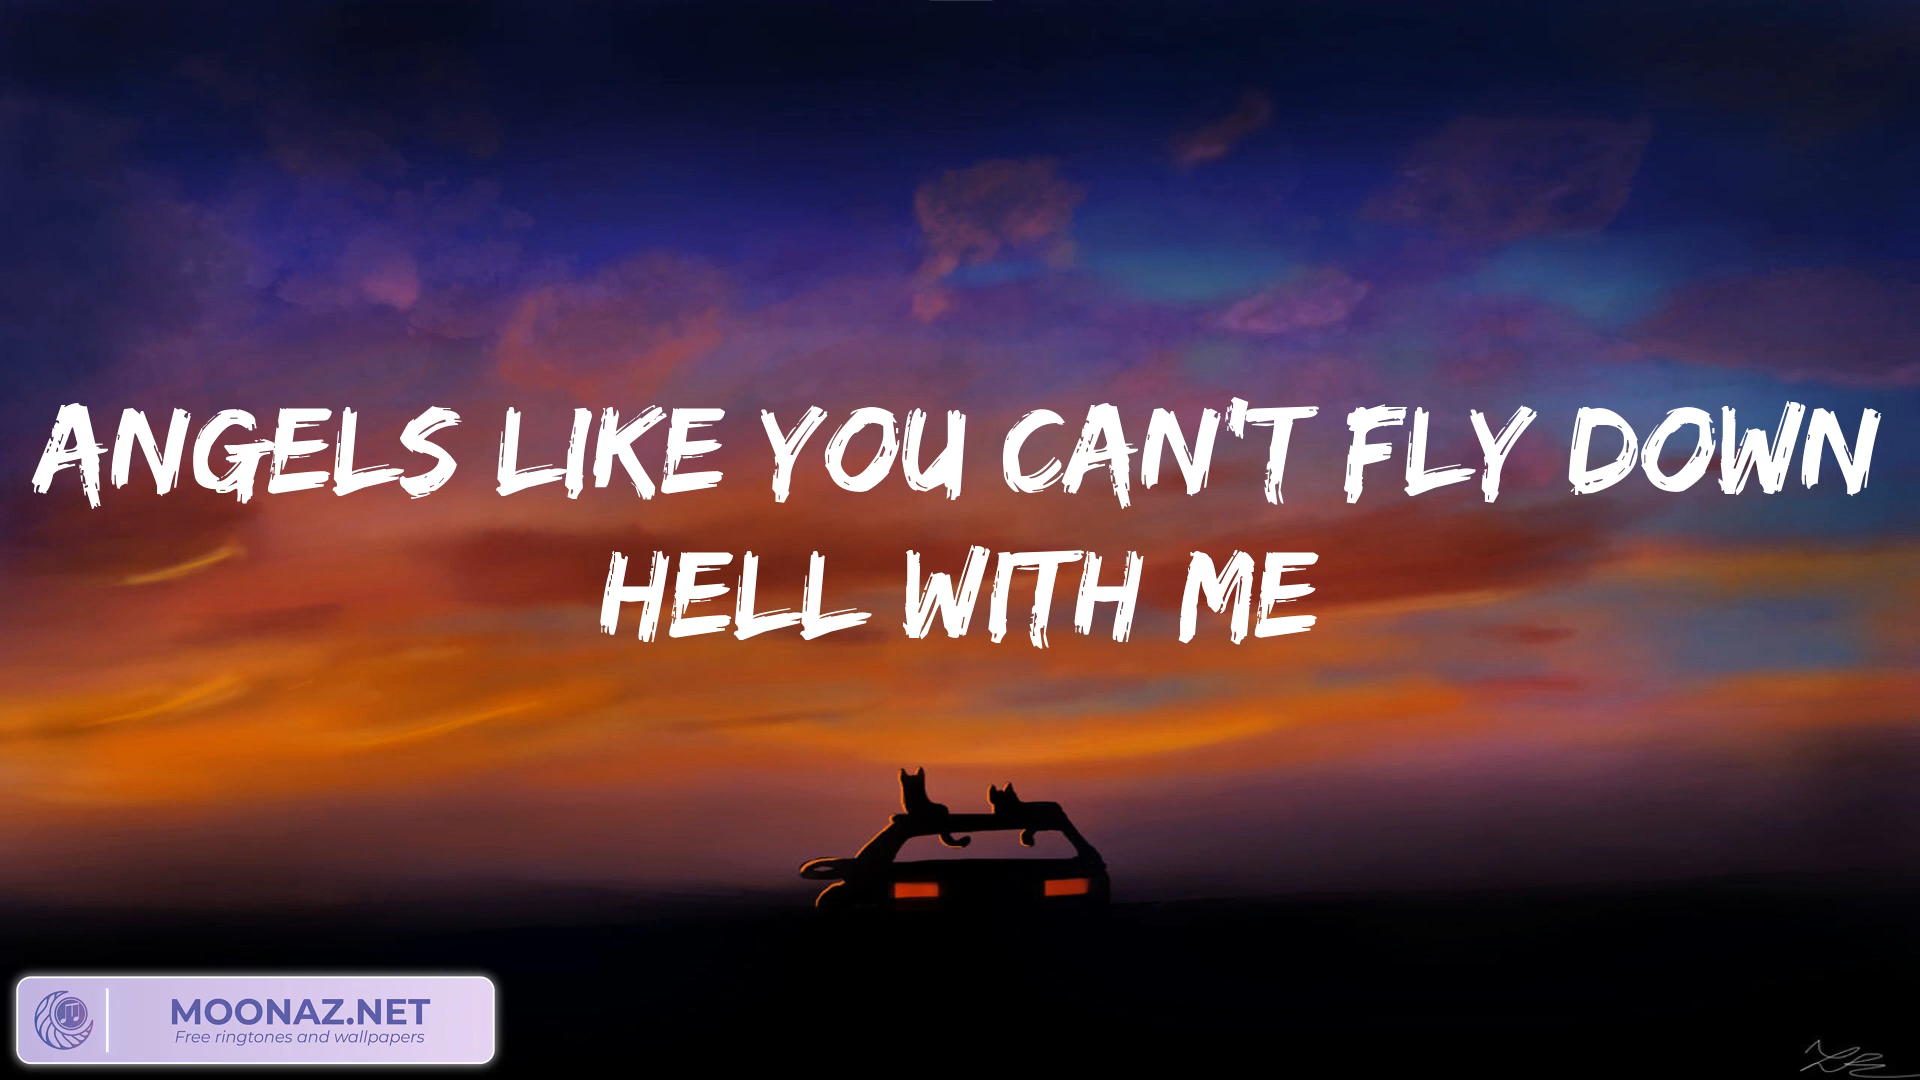 ANGELS LIKE YOU CAN'T FLY DOWN
HELL WITH ME
MOONAZ.NET
Free ringtones and wallpapers